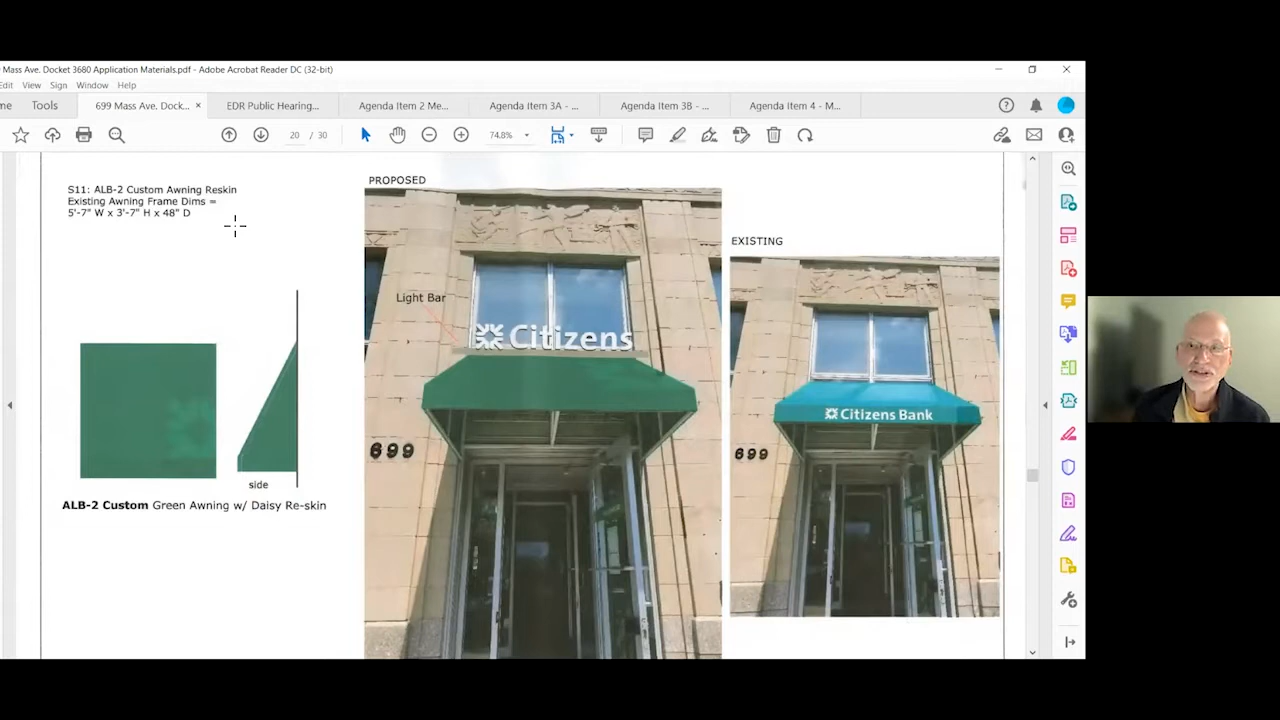 9 Mass Ave. Docket 3680 Application Materials.pdf - Adobe Acrobat Reader DC (32-bit)
Edit View Sign Window Help
me Tools 699 Mass Ave. Dock... × EDR Public Hearing... Agenda Item 2 Me... Agenda Item 3A - ... Agenda Item 3B - ... Agenda Item 4 - M...
20 / 30 74.8%
S11: ALB-2 Custom Awning Reskin
Existing Awning Frame Dims =
5'-7" W x 3'-7" H x 48" D
side
ALB-2 Custom Green Awning w/ Daisy Re-skin
PROPOSED
Light Bar
Citizens
699
EXISTING
Citizens Bank
699